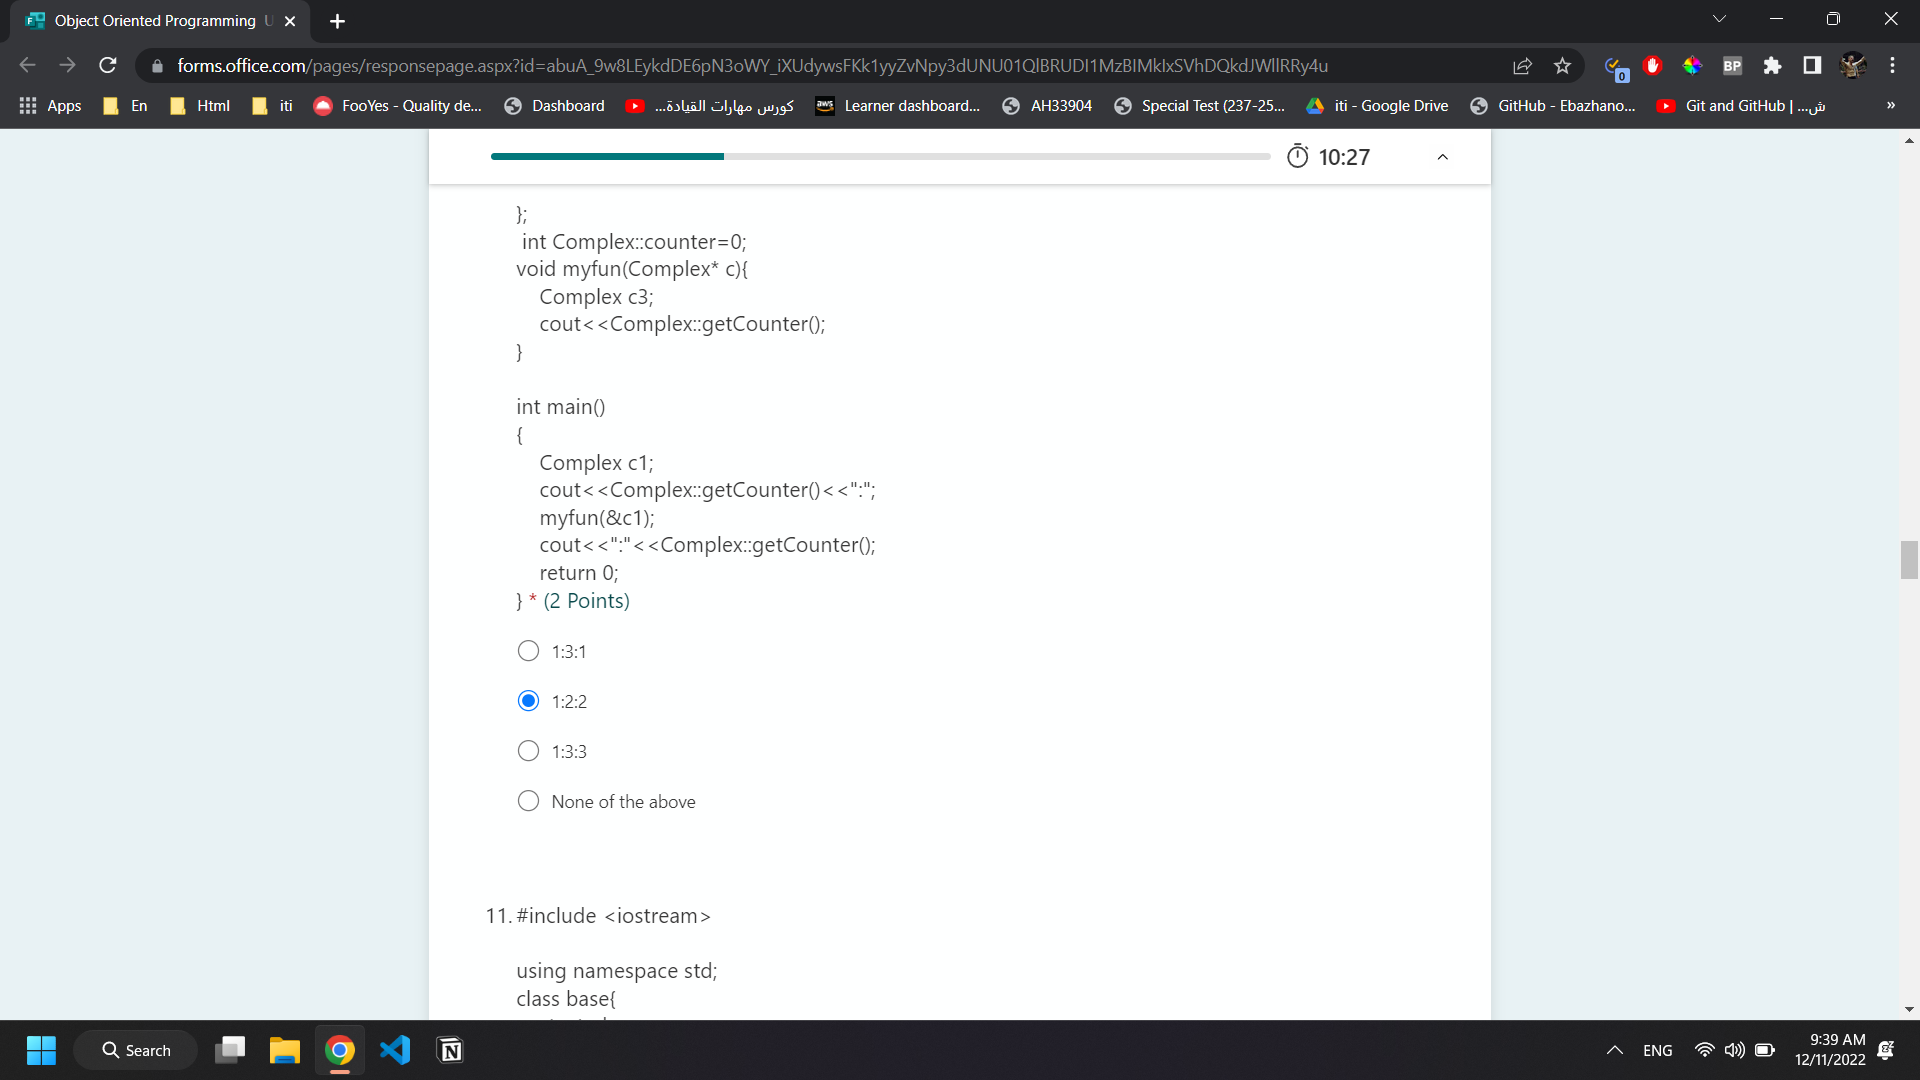 Object Oriented Programming U
forms.office.com/pages/responsepage.aspx?id=abuA_9w8LEykdDE6pN3oWY_iXUdywsFKk1yyZvNpy3dUNU01QlBRUDI1MzBIMkIxSVhDQkdJWllRRy4u
0
BP
Apps
En
Html
iti
FooYes - Quality de...
Dashboard
كورس مهارات القيادة...
aws
Learner dashboard...
AH33904
Special Test (237-25...
iti - Google Drive
GitHub - Ebazhano...
Git and GitHub | ...ش
»
10:27
};
int Complex::counter=0;
void myfun(Complex* c){
Complex c3;
cout<<Complex::getCounter();
}
int main()
{
Complex c1;
cout<<Complex::getCounter()<<":";
myfun(&c1);
cout<<":"<<Complex::getCounter();
return 0;
} * (2 Points)
1:3:1
1:2:2
1:3:3
None of the above
11. #include <iostream>
using namespace std;
class base{
Search
ENG
9:39 AM
12/11/2022